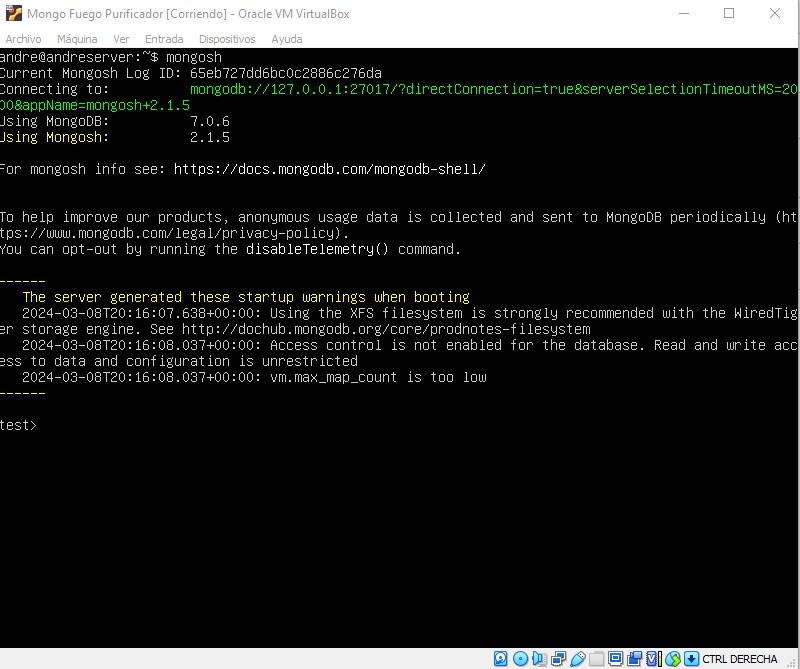 Mongo Fuego Purificador [Corriendo] - Oracle VM VirtualBox
Archivo Máquina Ver Entrada Dispositivos Ayuda
andre@andreserver:~$ mongosh
Current Mongosh Log ID: 65eb727dd6bc0c2886c276da
Connecting to: mongodb://127.0.0.1:27017/?directConnection=true&serverSelectionTimeoutMS=20
00&appName=mongosh+2.1.5
Using MongoDB: 7.0.6
Using Mongosh: 2.1.5
For mongosh info see: https://docs.mongodb.com/mongodb-shell/
To help improve our products, anonymous usage data is collected and sent to MongoDB periodically (ht
tps://www.mongodb.com/legal/privacy-policy).
You can opt-out by running the disableTelemetry() command.
------
The server generated these startup warnings when booting
2024-03-08T20:16:07.638+00:00: Using the XFS filesystem is strongly recommended with the WiredTig
er storage engine. See http://dochub.mongodb.org/core/prodnotes-filesystem
2024-03-08T20:16:08.037+00:00: Access control is not enabled for the database. Read and write acc
ess to data and configuration is unrestricted
2024-03-08T20:16:08.037+00:00: vm.max_map_count is too low
------
test>
CTRL DERECHA